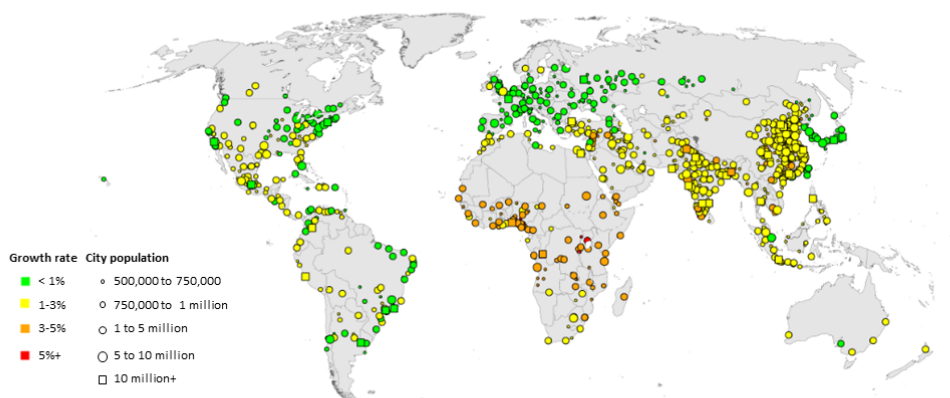 Growth rate City population
< 1% 500,000 to 750,000
1-3% 750,000 to 1 million
3-5% 1 to 5 million
5%+ 5 to 10 million
10 million+